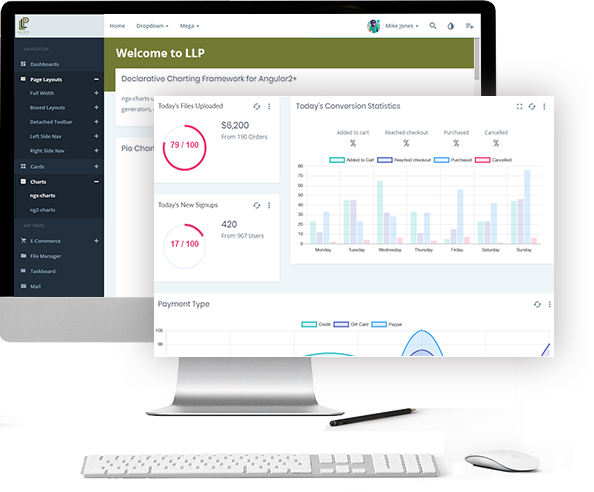 LLP
Home Dropdown Mega Mike Jones
NAVIGATION
Dashboards
Page Layouts
Full Width
Boxed Layouts
Detached Toolbar
Left Side Nav
Right Side Nav
Cards
Charts
ngx-charts
ng2-charts
APP VIEWS
E-Commerce
File Manager
Taskboard
Mail
Welcome to LLP
Declarative Charting Framework for Angular2+
ngx-charts u
generators,
Pie Char
Today's Files Uploaded
79 / 100
$6,200
From 190 Orders
Today's New Signups
17 / 100
420
From 967 Users
Today's Conversion Statistics
Added to cart Reached checkout Purchased Cancelled
% % % %
Added to Cart Reached checkout Purchased Cancelled
80
70
60
50
40
30
20
10
0
Monday Tuesday Wednesday Thursday Friday Saturday Sunday
Payment Type
Credit Gift Card Paypal
100
98